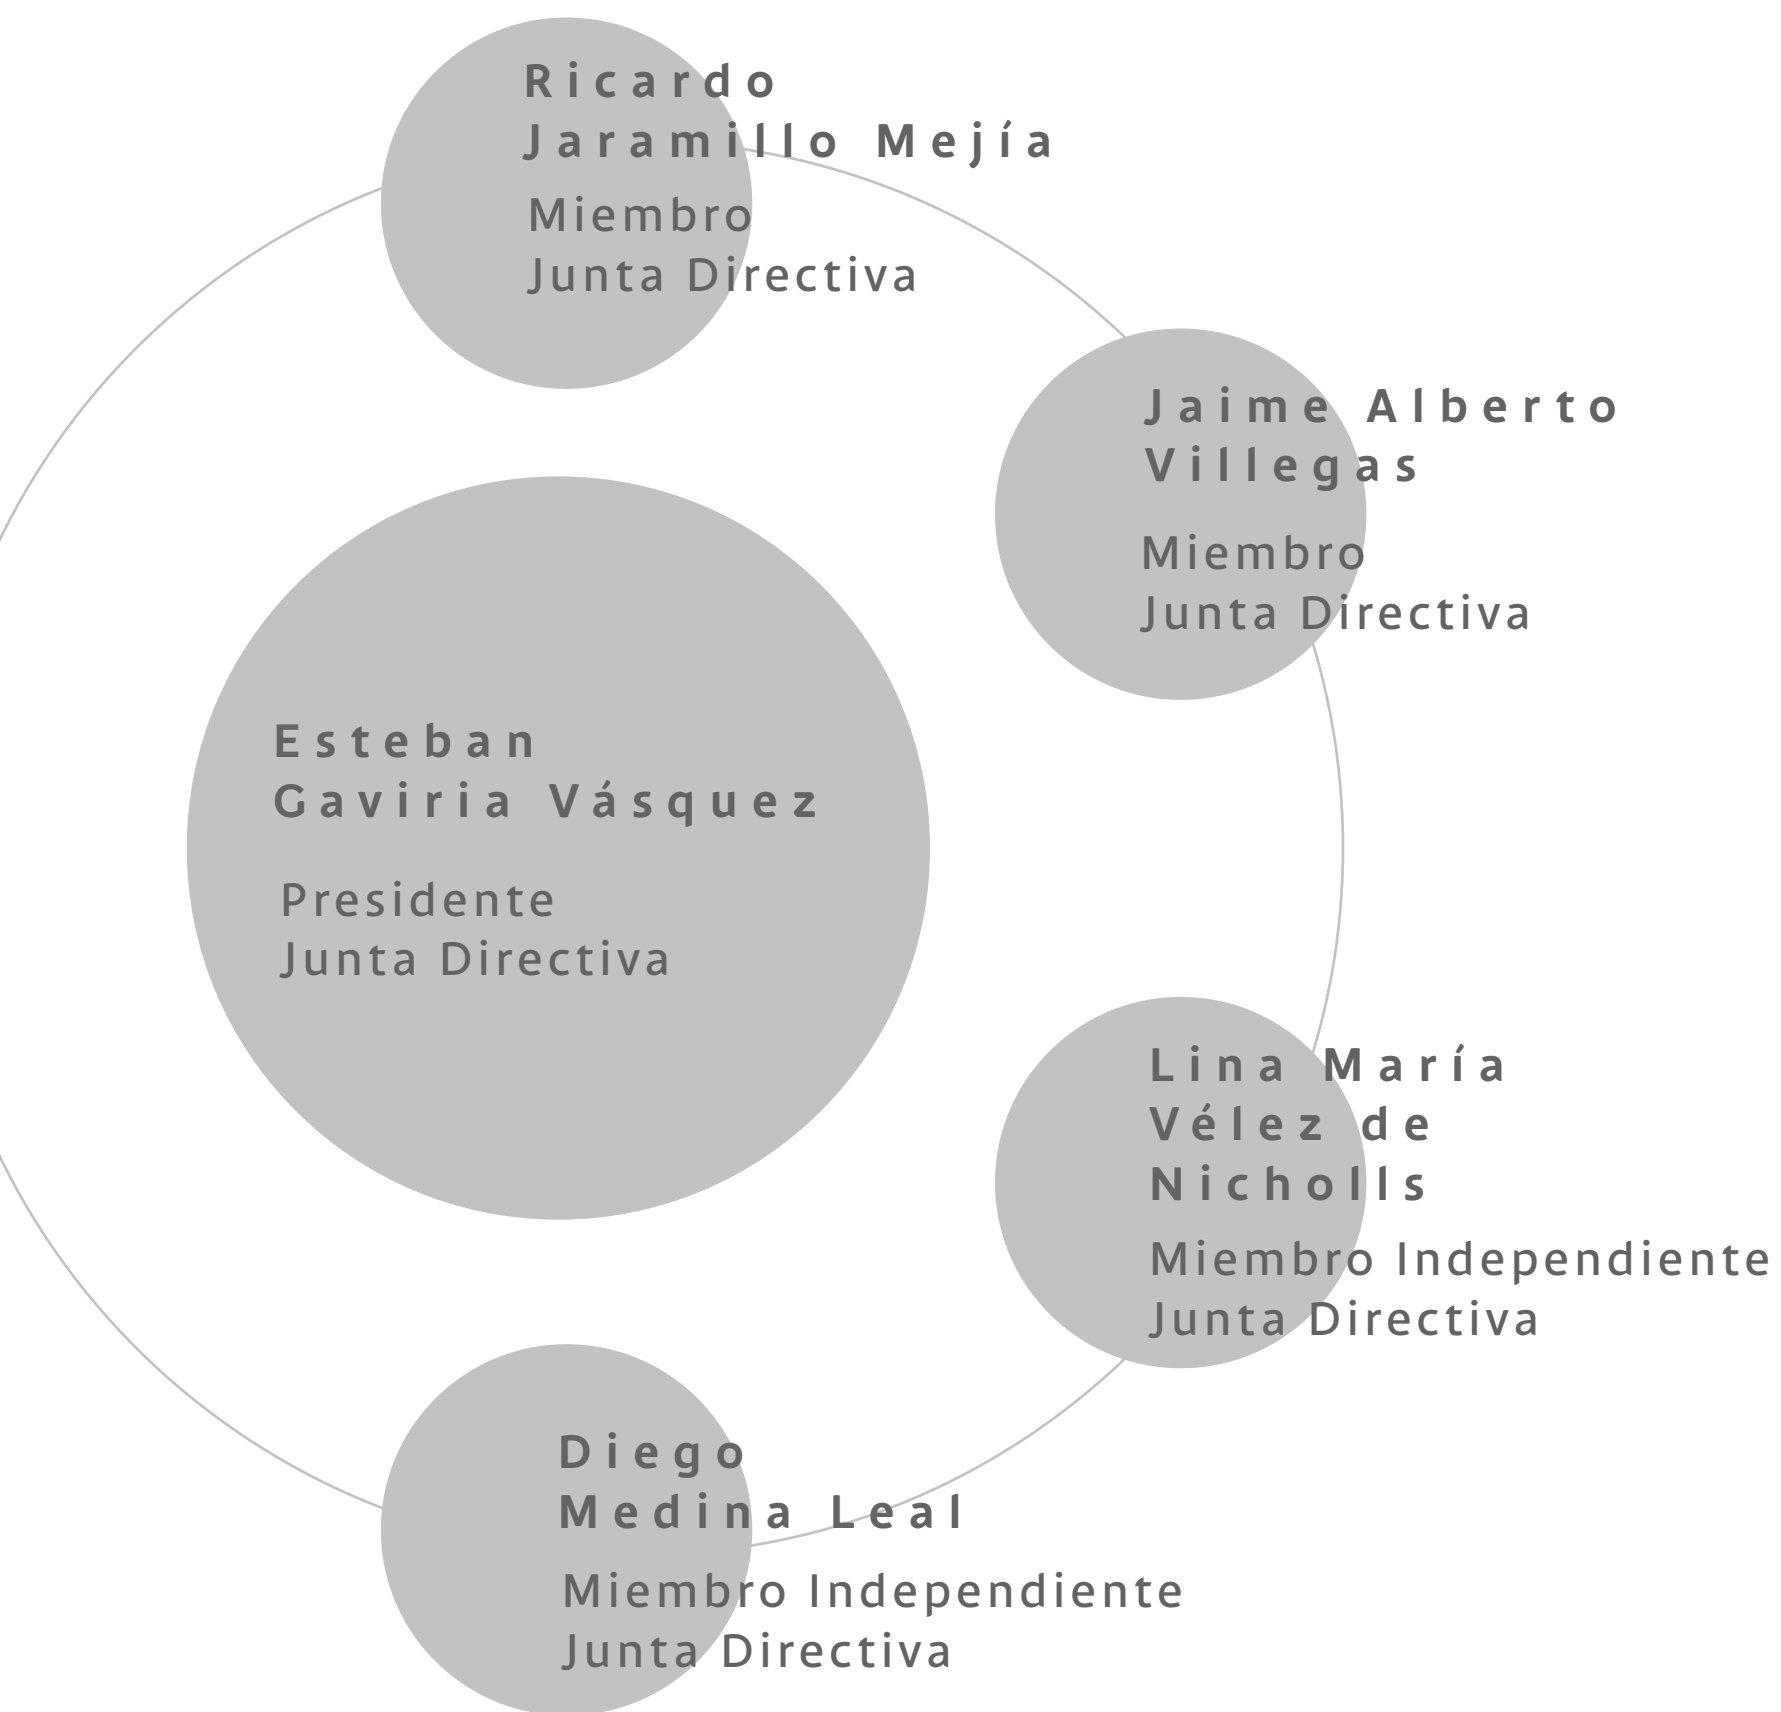 Ricardo
Jaramillo Mejía
Miembro
Junta Directiva
Jaime Alberto
Villegas
Miembro
Junta Directiva
Esteban
Gaviria Vásquez
Presidente
Junta Directiva
Lina María
Vélez de
Nicholls
Miembro Independiente
Junta Directiva
Diego
Medina Leal
Miembro Independiente
Junta Directiva